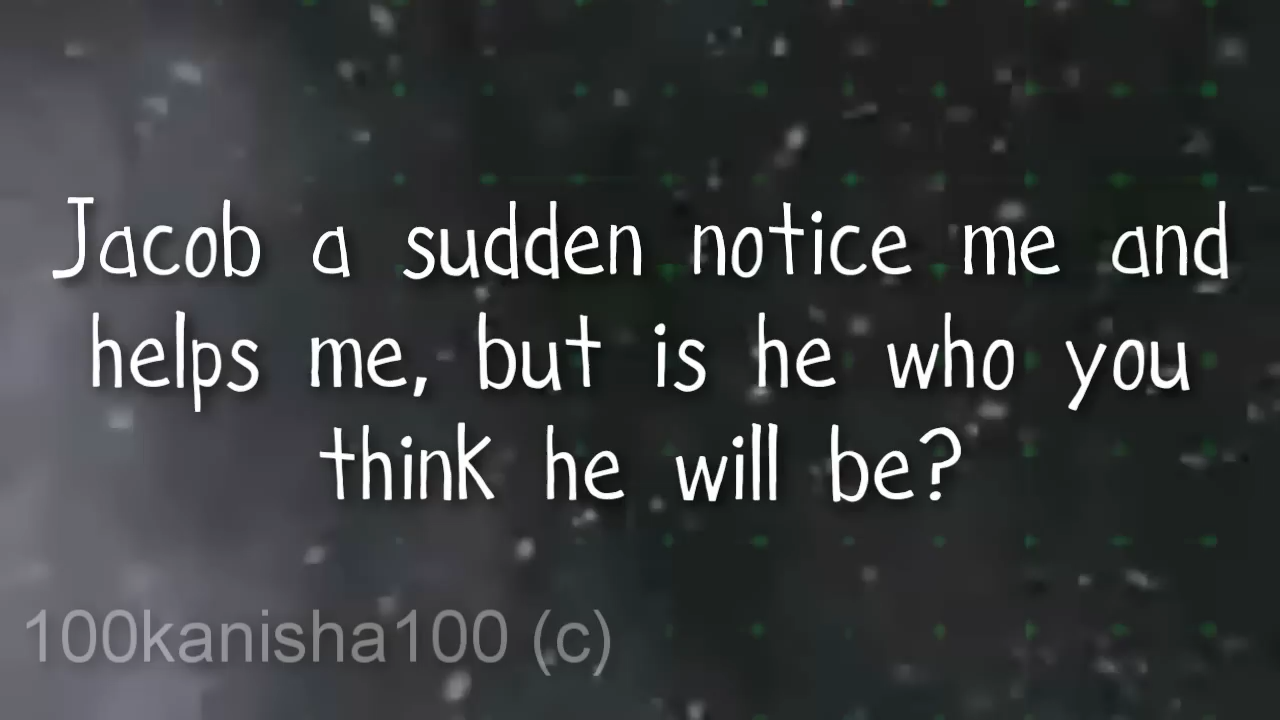 Jacob a sudden notice me and
helps me, but is he who you
think he will be?
100kanisha100 (c)